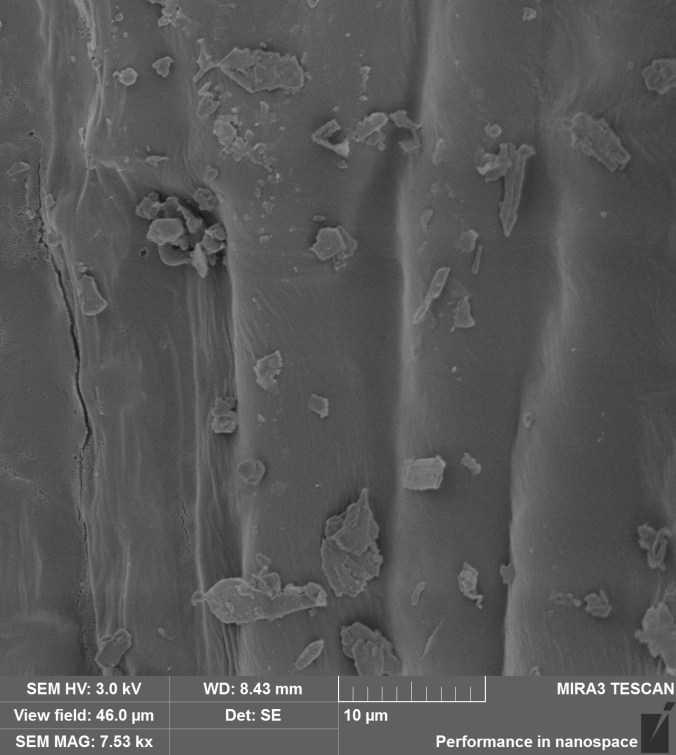 SEM HV: 3.0 kV
WD: 8.43 mm
MIRA3 TESCAN
View field: 46.0 µm
Det: SE
10 µm
SEM MAG: 7.53 kx
Performance in nanospace